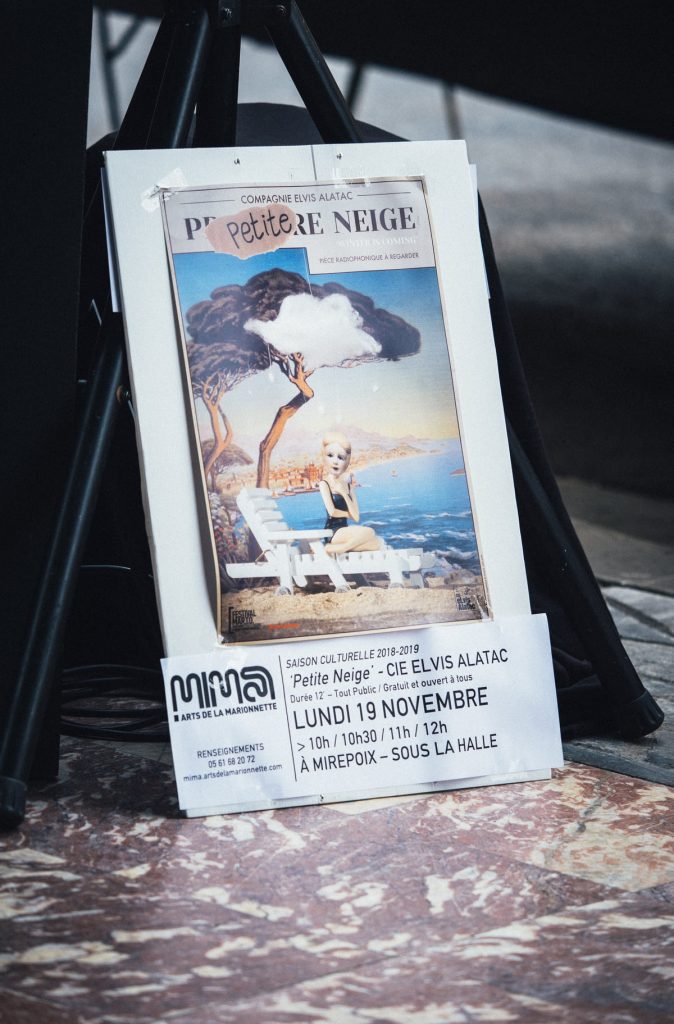 COMPAGNIE ELVIS ALATAC
Petite RE NEIGE
"WINTER IS COMING"
PIÈCE RADIOPHONIQUE A REGARDER
FESTIVAL
MIMA
ARTS DE LA MARIONNETTE
RENSEIGNEMENTS
05 61 68 20 72
mima.artsdelamarionnette.com
SAISON CULTURELLE 2018-2019
'Petite Neige' - CIE ELVIS ALATAC
Durée 12' – Tout Public / Gratuit et ouvert à tous
LUNDI 19 NOVEMBRE
> 10h / 10h30 / 11h / 12h
À MIREPOIX – SOUS LA HALLE